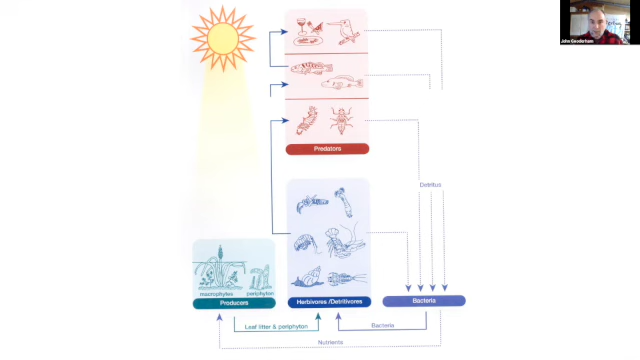 John Gooderham
Predators
Detritus
macrophytes
periphyton
Producers
Herbivores /Detritivores
Bacteria
Leaf litter & periphyton
Bacteria
Nutrients